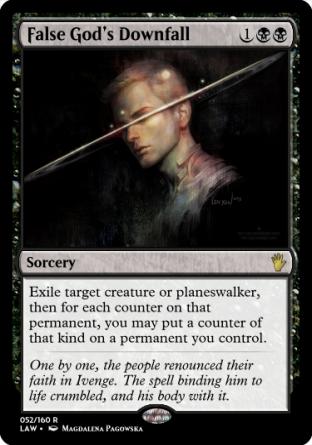 False God's Downfall 1
Sorcery
Exile target creature or planeswalker,
then for each counter on that
permanent, you may put a counter of
that kind on a permanent you control.
One by one, the people renounced their
faith in Ivenge. The spell binding him to
life crumbled, and his body with it.
052/160 R
LAW • Magdalena Pagowska